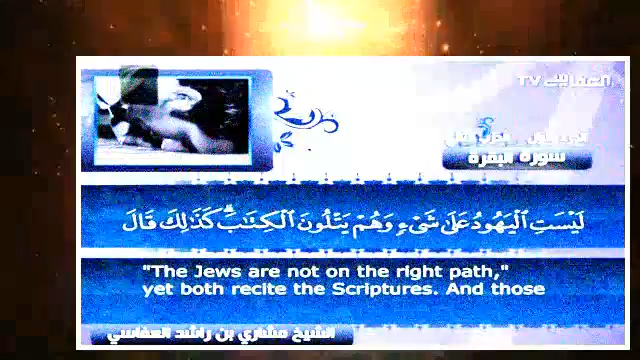 العفاسي TV
سورة البقرة
لَيْسَتِ الْيَهُودُ عَلَىٰ شَيْءٍ وَهُمْ يَتْلُونَ الْكِتَابَ ۗ كَذَٰلِكَ قَالَ
"The Jews are not on the right path,"
yet both recite the Scriptures. And those
الشيخ مشاري بن راشد العفاسي